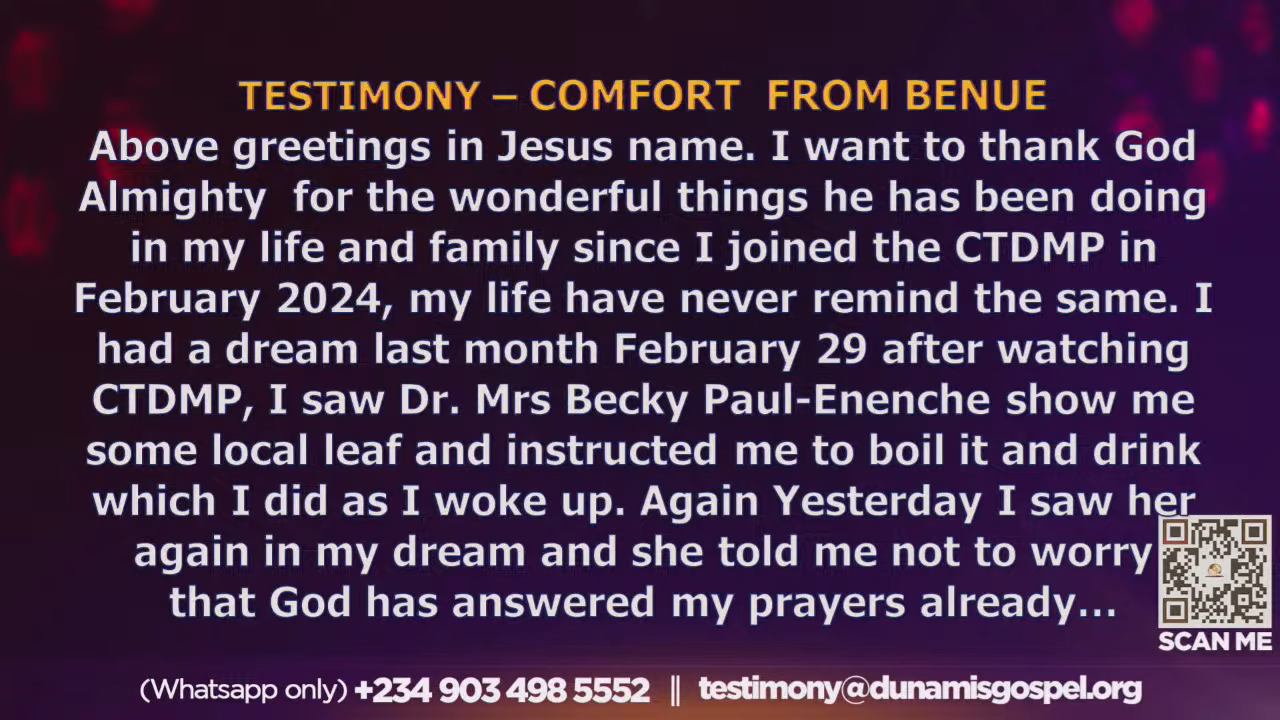 TESTIMONY – COMFORT FROM BENUE
Above greetings in Jesus name. I want to thank God
Almighty for the wonderful things he has been doing
in my life and family since I joined the CTDMP in
February 2024, my life have never remind the same. I
had a dream last month February 29 after watching
CTDMP, I saw Dr. Mrs Becky Paul-Enenche show me
some local leaf and instructed me to boil it and drink
which I did as I woke up. Again Yesterday I saw her
again in my dream and she told me not to worry
that God has answered my prayers already...
SCAN ME
(Whatsapp only) +234 903 498 5552 || testimony@dunamisgospel.org